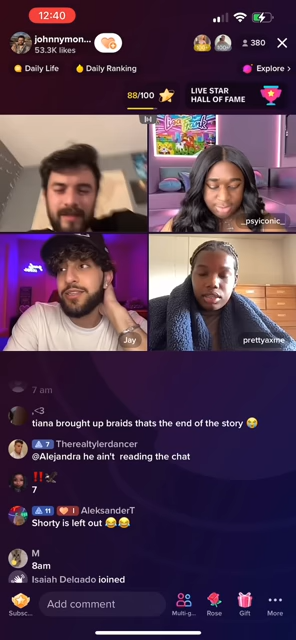 12:40
johnnymon...
53.3K likes
380
Daily Life
Daily Ranking
Explore >
88/100
LIVE STAR
HALL OF FAME
_psyiconic_
Jay
prettyaxme
7 am
,<3
tiana brought up braids thats the end of the story 😂
7 Therealtylerdancer
@Alejandra he ain't reading the chat
‼️
7
11 I AleksanderT
Shorty is left out 😂😂
M
8am
Isaiah Delgado joined
Subsc...
Add comment
Multi-g...
Rose
Gift
More